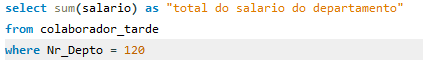 select sum(salario) as "total do salario do departamento"
from colaborador_tarde
where Nr_Depto = 120